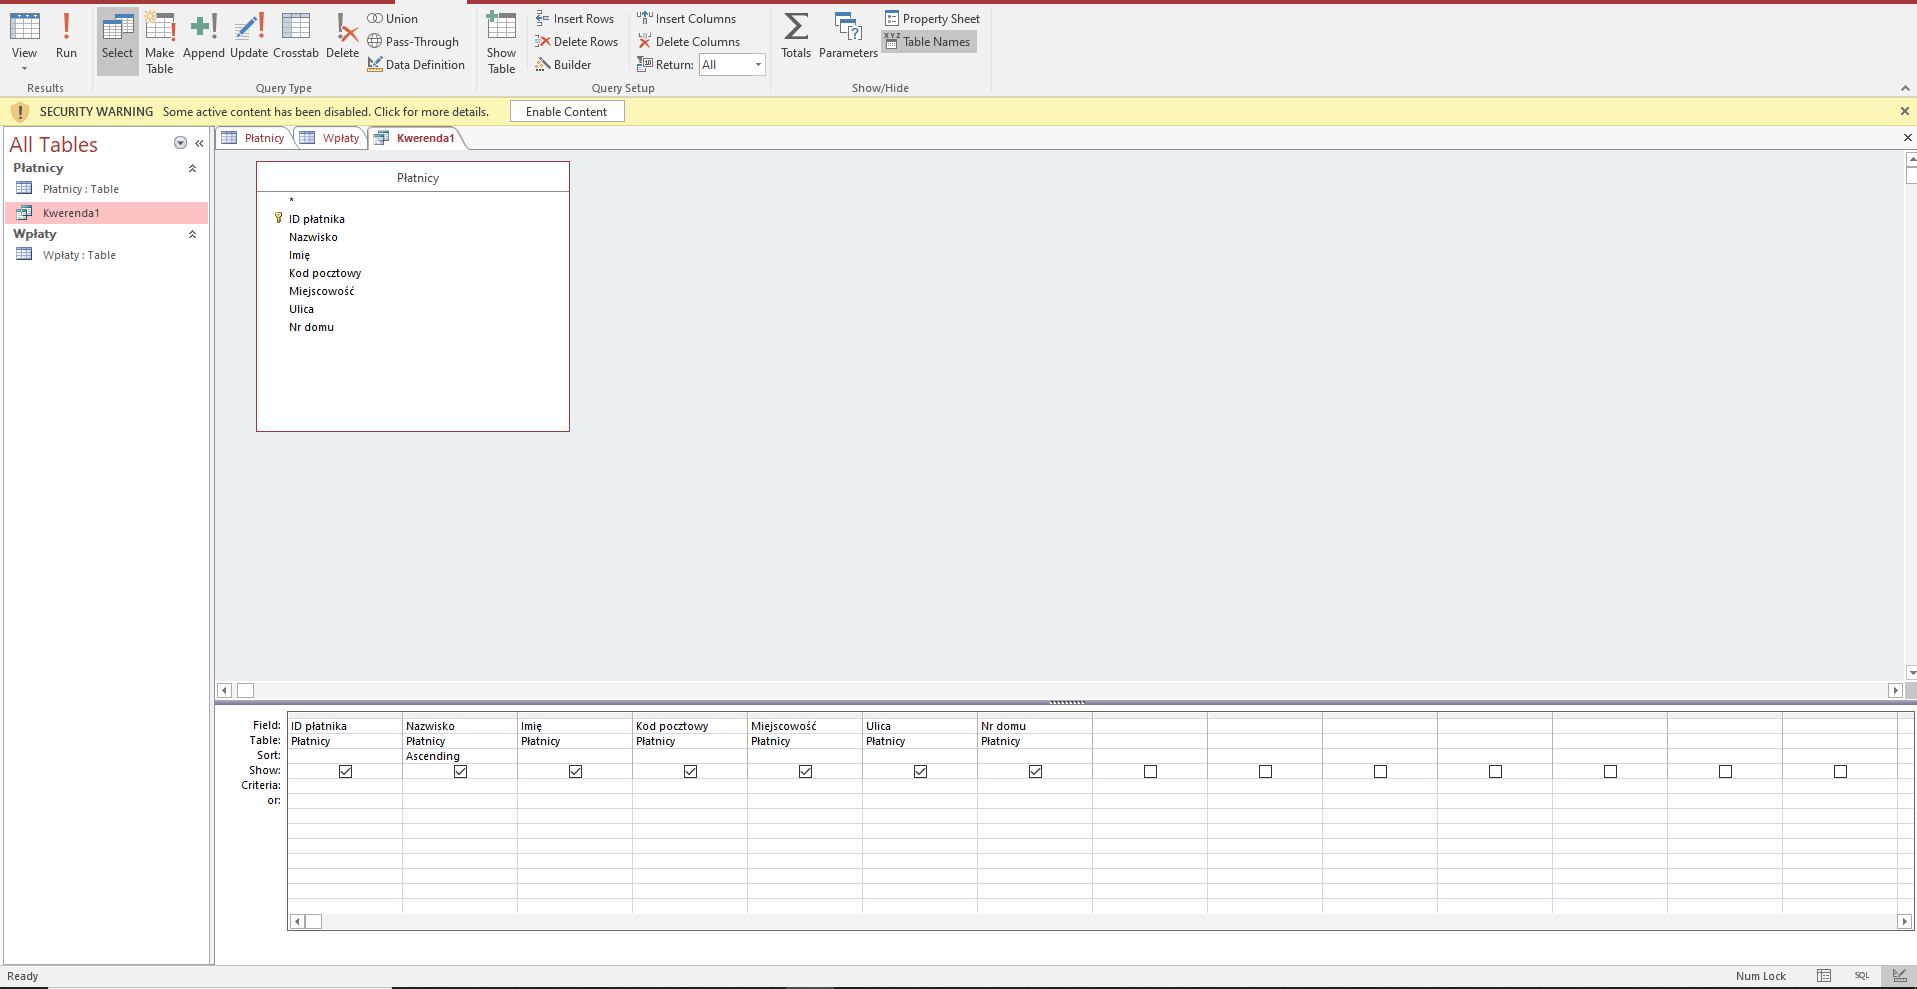 View
Run
Select
Make Table
Append
Update
Crosstab
Delete
Union
Pass-Through
Data Definition
Show Table
Insert Rows
Delete Rows
Builder
Insert Columns
Delete Columns
Return: All
Totals
Parameters
Property Sheet
XYZ Table Names
Results
Query Type
Query Setup
Show/Hide
SECURITY WARNING Some active content has been disabled. Click for more details. Enable Content
All Tables
Płatnicy
Płatnicy : Table
Kwerenda1
Wpłaty
Wpłaty : Table
Płatnicy Wpłaty Kwerenda1
Płatnicy
*
ID płatnika
Nazwisko
Imię
Kod pocztowy
Miejscowość
Ulica
Nr domu
Field: ID płatnika Nazwisko Imię Kod pocztowy Miejscowość Ulica Nr domu
Table: Płatnicy Płatnicy Płatnicy Płatnicy Płatnicy Płatnicy Płatnicy
Sort: Ascending
Show:
Criteria:
or:
Ready Num Lock SQL